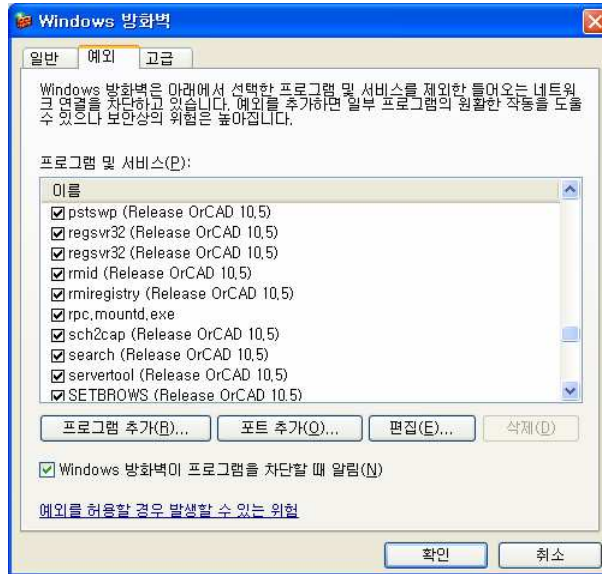 Windows 방화벽
일반 예외 고급
Windows 방화벽은 아래에서 선택한 프로그램 및 서비스를 제외한 들어오는 네트워
크 연결을 차단하고 있습니다. 예외를 추가하면 일부 프로그램의 원활한 작동을 도울
수 있으나 보안상의 위험은 높아집니다.
프로그램 및 서비스(P):
이름
pstswp (Release OrCAD 10.5)
regsvr32 (Release OrCAD 10.5)
regsvr32 (Release OrCAD 10.5)
rmid (Release OrCAD 10.5)
rmiregistry (Release OrCAD 10.5)
rpc.mountd.exe
sch2cap (Release OrCAD 10.5)
search (Release OrCAD 10.5)
servertool (Release OrCAD 10.5)
SETBROWS (Release OrCAD 10.5)
프로그램 추가(R)... 포트 추가(O)... 편집(E)... 삭제(D)
Windows 방화벽이 프로그램을 차단할 때 알림(N)
예외를 허용할 경우 발생할 수 있는 위험
확인 취소